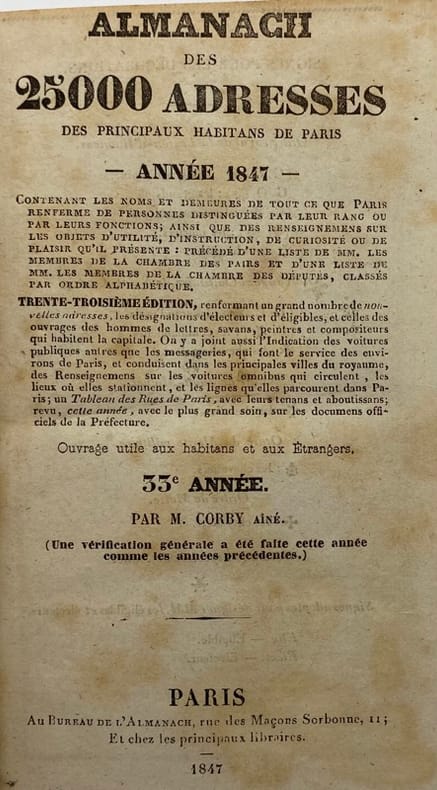 ALMANACH
DES
25000 ADRESSES
DES PRINCIPAUX HABITANS DE PARIS
— ANNÉE 1847 —
CONTENANT LES NOMS ET DEMEURES DE TOUT CE QUE PARIS
RENFERME DE PERSONNES DISTINGUÉES PAR LEUR RANG OU
PAR LEURS FONCTIONS; AINSI QUE DES RENSEIGNEMENS SUR
LES OBJETS D'UTILITÉ, D'INSTRUCTION, DE CURIOSITÉ OU DE
PLAISIR QU'IL PRÉSENTE : PRÉCÉDÉ D'UNE LISTE DE MM. LES
MEMBRES DE LA CHAMBRE DES PAIRS ET D'UNE LISTE DE
MM. LES MEMBRES DE LA CHAMBRE DES DÉPUTÉS, CLASSÉS
PAR ORDRE ALPHABÉTIQUE.
TRENTE-TROISIÈME ÉDITION, renfermant un grand nombre de nou-
velles adresses, les désignations d'électeurs et d'éligibles, et celles des
ouvrages des hommes de lettres, savans, peintres et compositeurs
qui habitent la capitale. On y a joint aussi l'Indication des voitures
publiques autres que les messageries, qui font le service des envi-
rons de Paris, et conduisent dans les principales villes du royaume,
des Renseignemens sur les voitures omnibus qui circulent, les
lieux où elles stationnent, et les lignes qu'elles parcourent dans Pa-
ris; un Tableau des Rues de Paris, avec leurs tenans et aboutissans;
revu, cette année, avec le plus grand soin, sur les documens offi-
ciels de la Préfecture.
Ouvrage utile aux habitans et aux Étrangers.
33e ANNÉE.
PAR M. CORBY AÎNÉ.
(Une vérification générale a été faite cette année
comme les années précédentes.)
PARIS
AU BUREAU DE L'ALMANACH, rue des Maçons Sorbonne, 11;
Et chez les principaux libraires.
1847